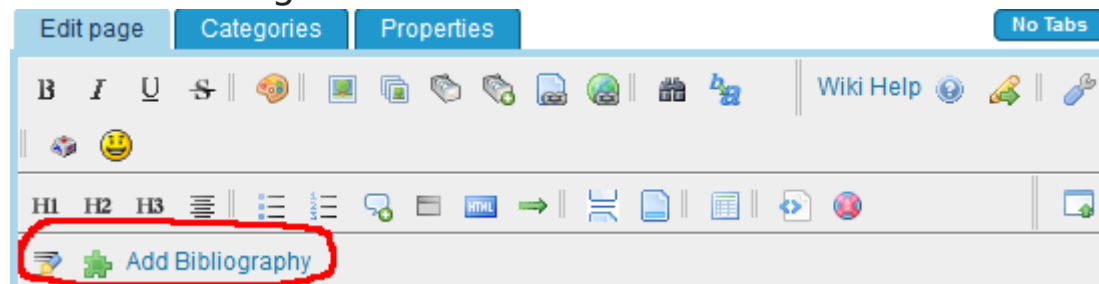 Edit page Categories Properties No Tabs
B I U S Wiki Help
H1 H2 H3 HTML
Add Bibliography